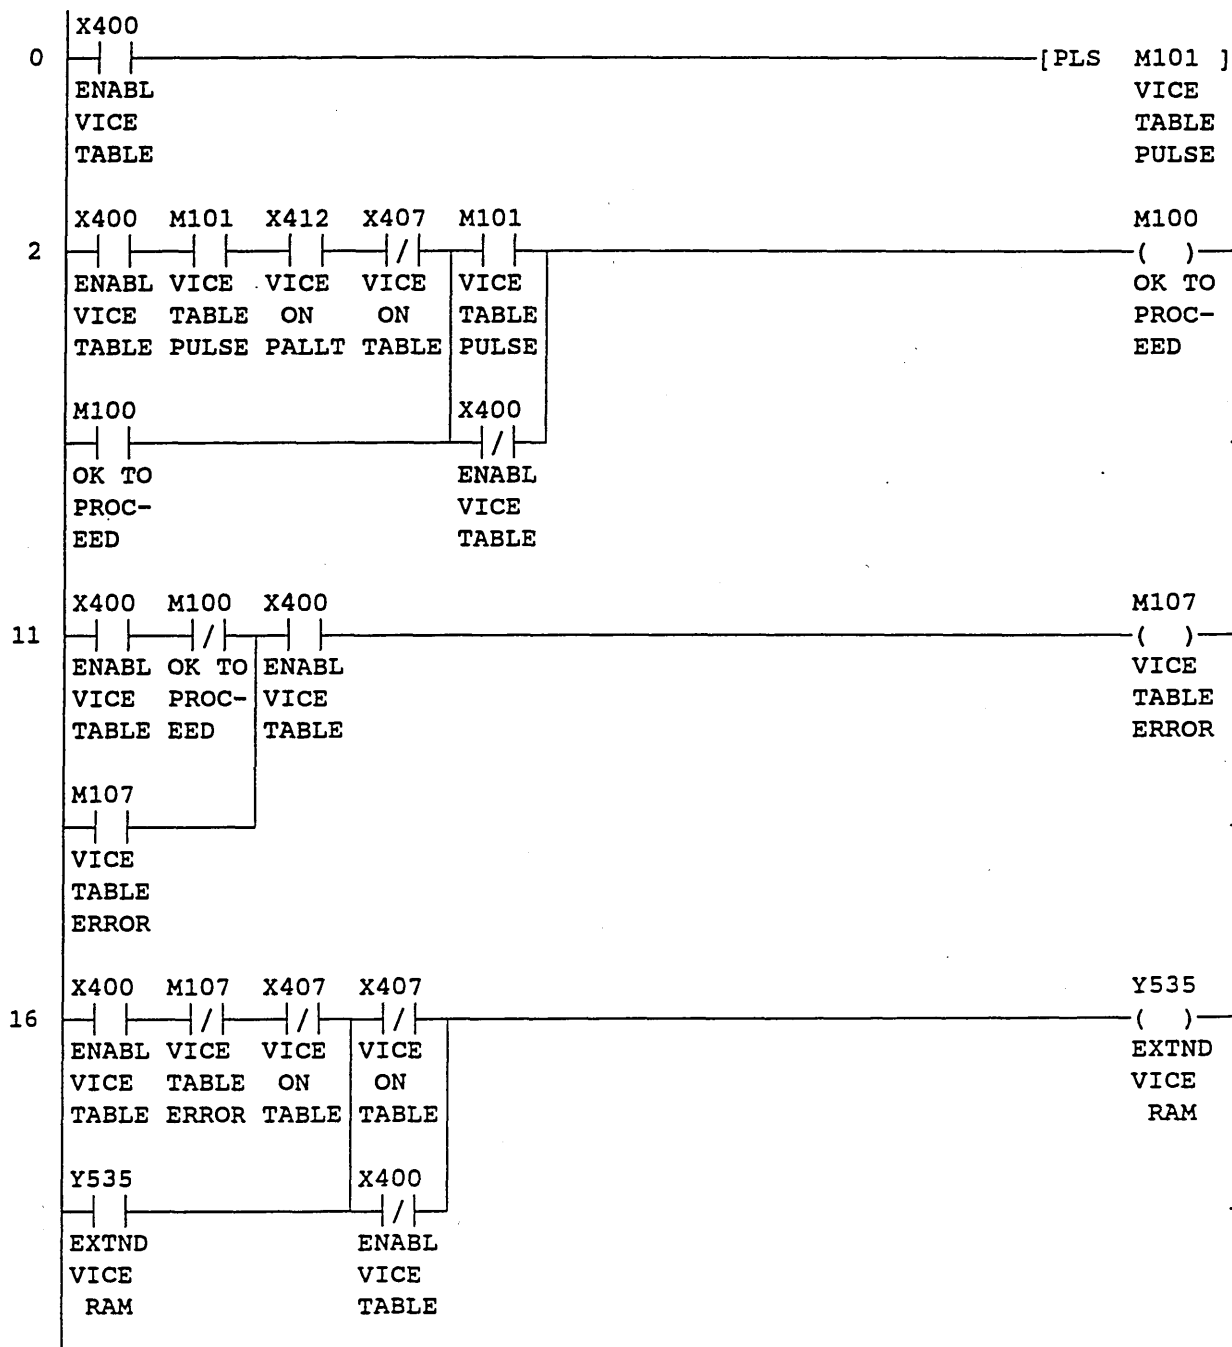 X400
0 [PLS M101 ]
ENABL VICE
VICE TABLE
TABLE PULSE
X400 M101 X412 X407 M101 M100
2 ( )
ENABL VICE VICE VICE VICE OK TO
VICE TABLE ON ON TABLE PROC-
TABLE PULSE PALLT TABLE PULSE EED
M100 X400
OK TO ENABL
PROC- VICE
EED TABLE
X400 M100 X400 M107
11 ( )
ENABL OK TO ENABL VICE
VICE PROC- VICE TABLE
TABLE EED TABLE ERROR
M107
VICE
TABLE
ERROR
X400 M107 X407 X407 Y535
16 ( )
ENABL VICE VICE VICE EXTND
VICE TABLE ON ON VICE
TABLE ERROR TABLE TABLE RAM
Y535 X400
EXTND ENABL
VICE VICE
RAM TABLE